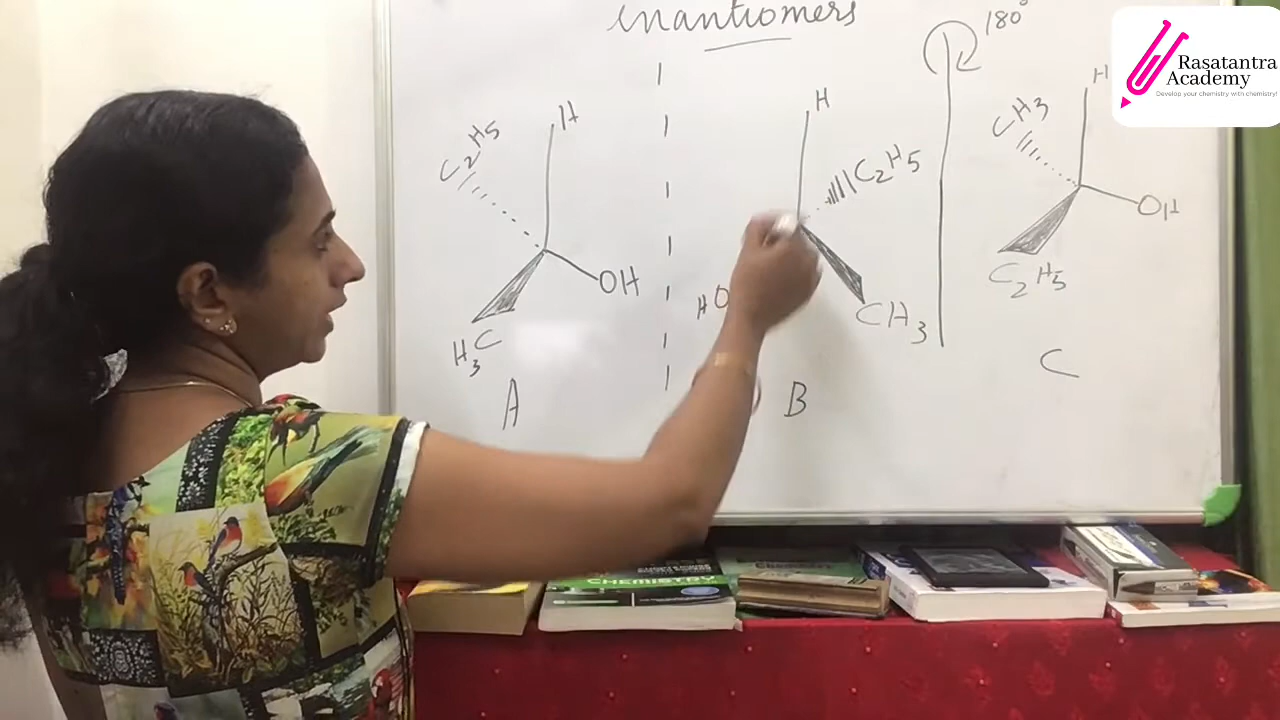 enantiomers
180°
Rasatantra
Academy
Develop your chemistry with chemistry!
C2H5
H
OH
H3C
A
H
C2H5
HO
CH3
B
CH3
H
OH
C2H5
C
CHEMISTRY